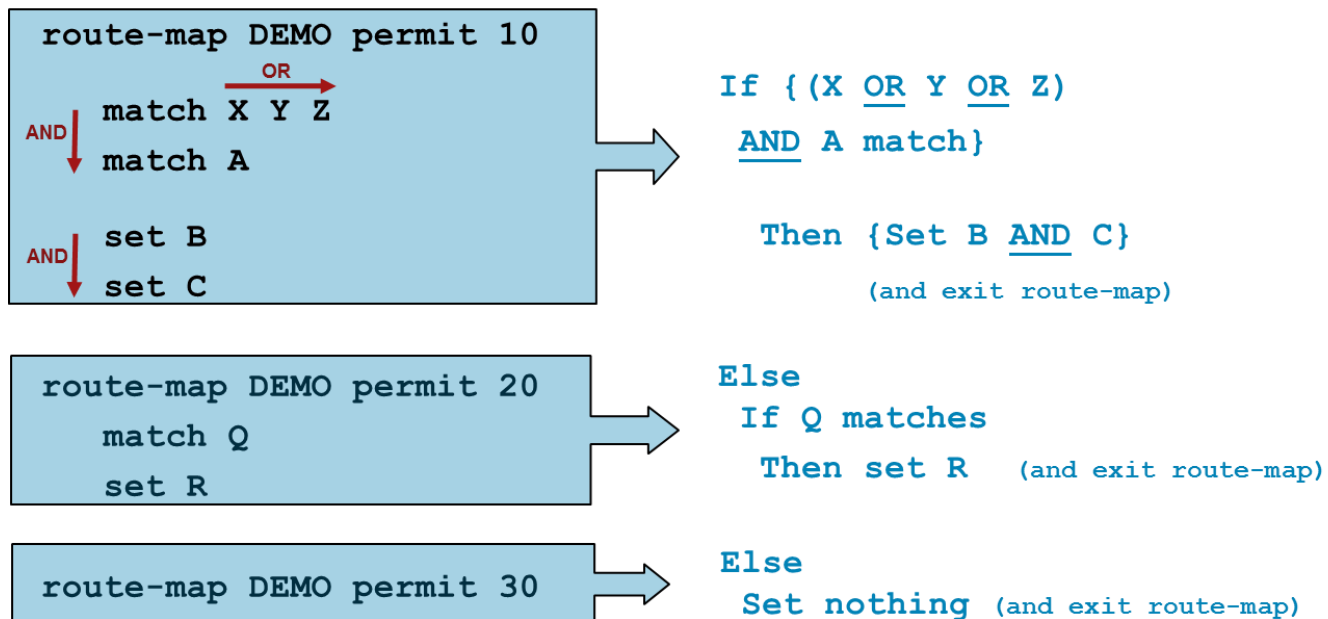 route-map DEMO permit 10
OR
match X Y Z
AND
match A
set B
AND
set C
If {(X OR Y OR Z)
AND A match}
Then {Set B AND C}
(and exit route-map)
route-map DEMO permit 20
match Q
set R
Else
If Q matches
Then set R (and exit route-map)
route-map DEMO permit 30
Else
Set nothing (and exit route-map)